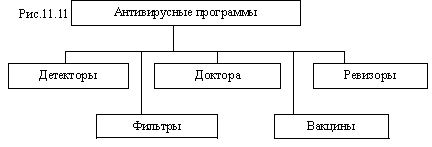 Рис.11.11
Антивирусные программы
Детекторы
Доктора
Ревизоры
Фильтры
Вакцины